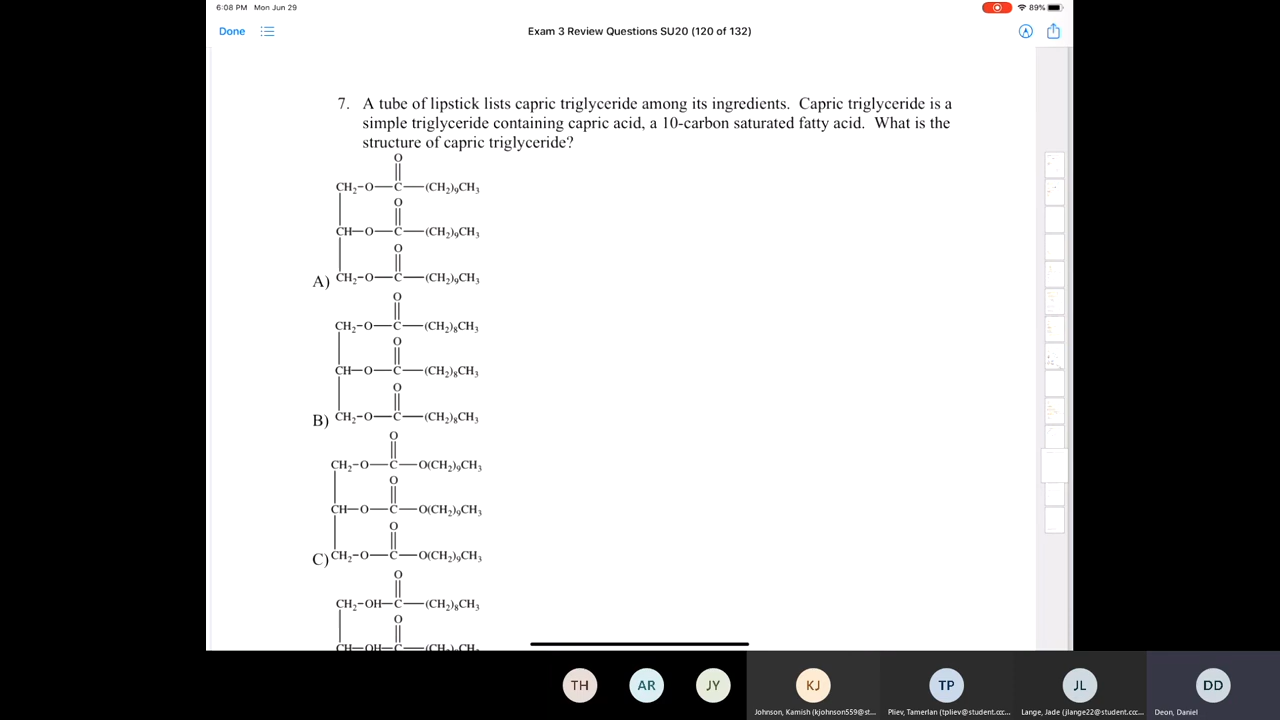 6:08 PM Mon Jun 29
89%
Done
Exam 3 Review Questions SU20 (120 of 132)
7. A tube of lipstick lists capric triglyceride among its ingredients. Capric triglyceride is a
simple triglyceride containing capric acid, a 10-carbon saturated fatty acid. What is the
structure of capric triglyceride?
O
CH₂-O—C—(CH₂)₉CH₃
O
CH—O—C—(CH₂)₉CH₃
O
A) CH₂-O—C—(CH₂)₉CH₃
O
CH₂-O—C—(CH₂)₈CH₃
O
CH—O—C—(CH₂)₈CH₃
O
B) CH₂-O—C—(CH₂)₈CH₃
O
CH₂-O—C—O(CH₂)₉CH₃
O
CH—O—C—O(CH₂)₉CH₃
O
C) CH₂-O—C—O(CH₂)₉CH₃
O
CH₂-OH—C—(CH₂)₈CH₃
O
TH AR JY KJ TP JL DD
Johnson, Kamish (kjohnson559@st... Pliev, Tamerlan (tpliev@student.ccc... Lange, Jade (jlange22@student.ccc... Deon, Daniel